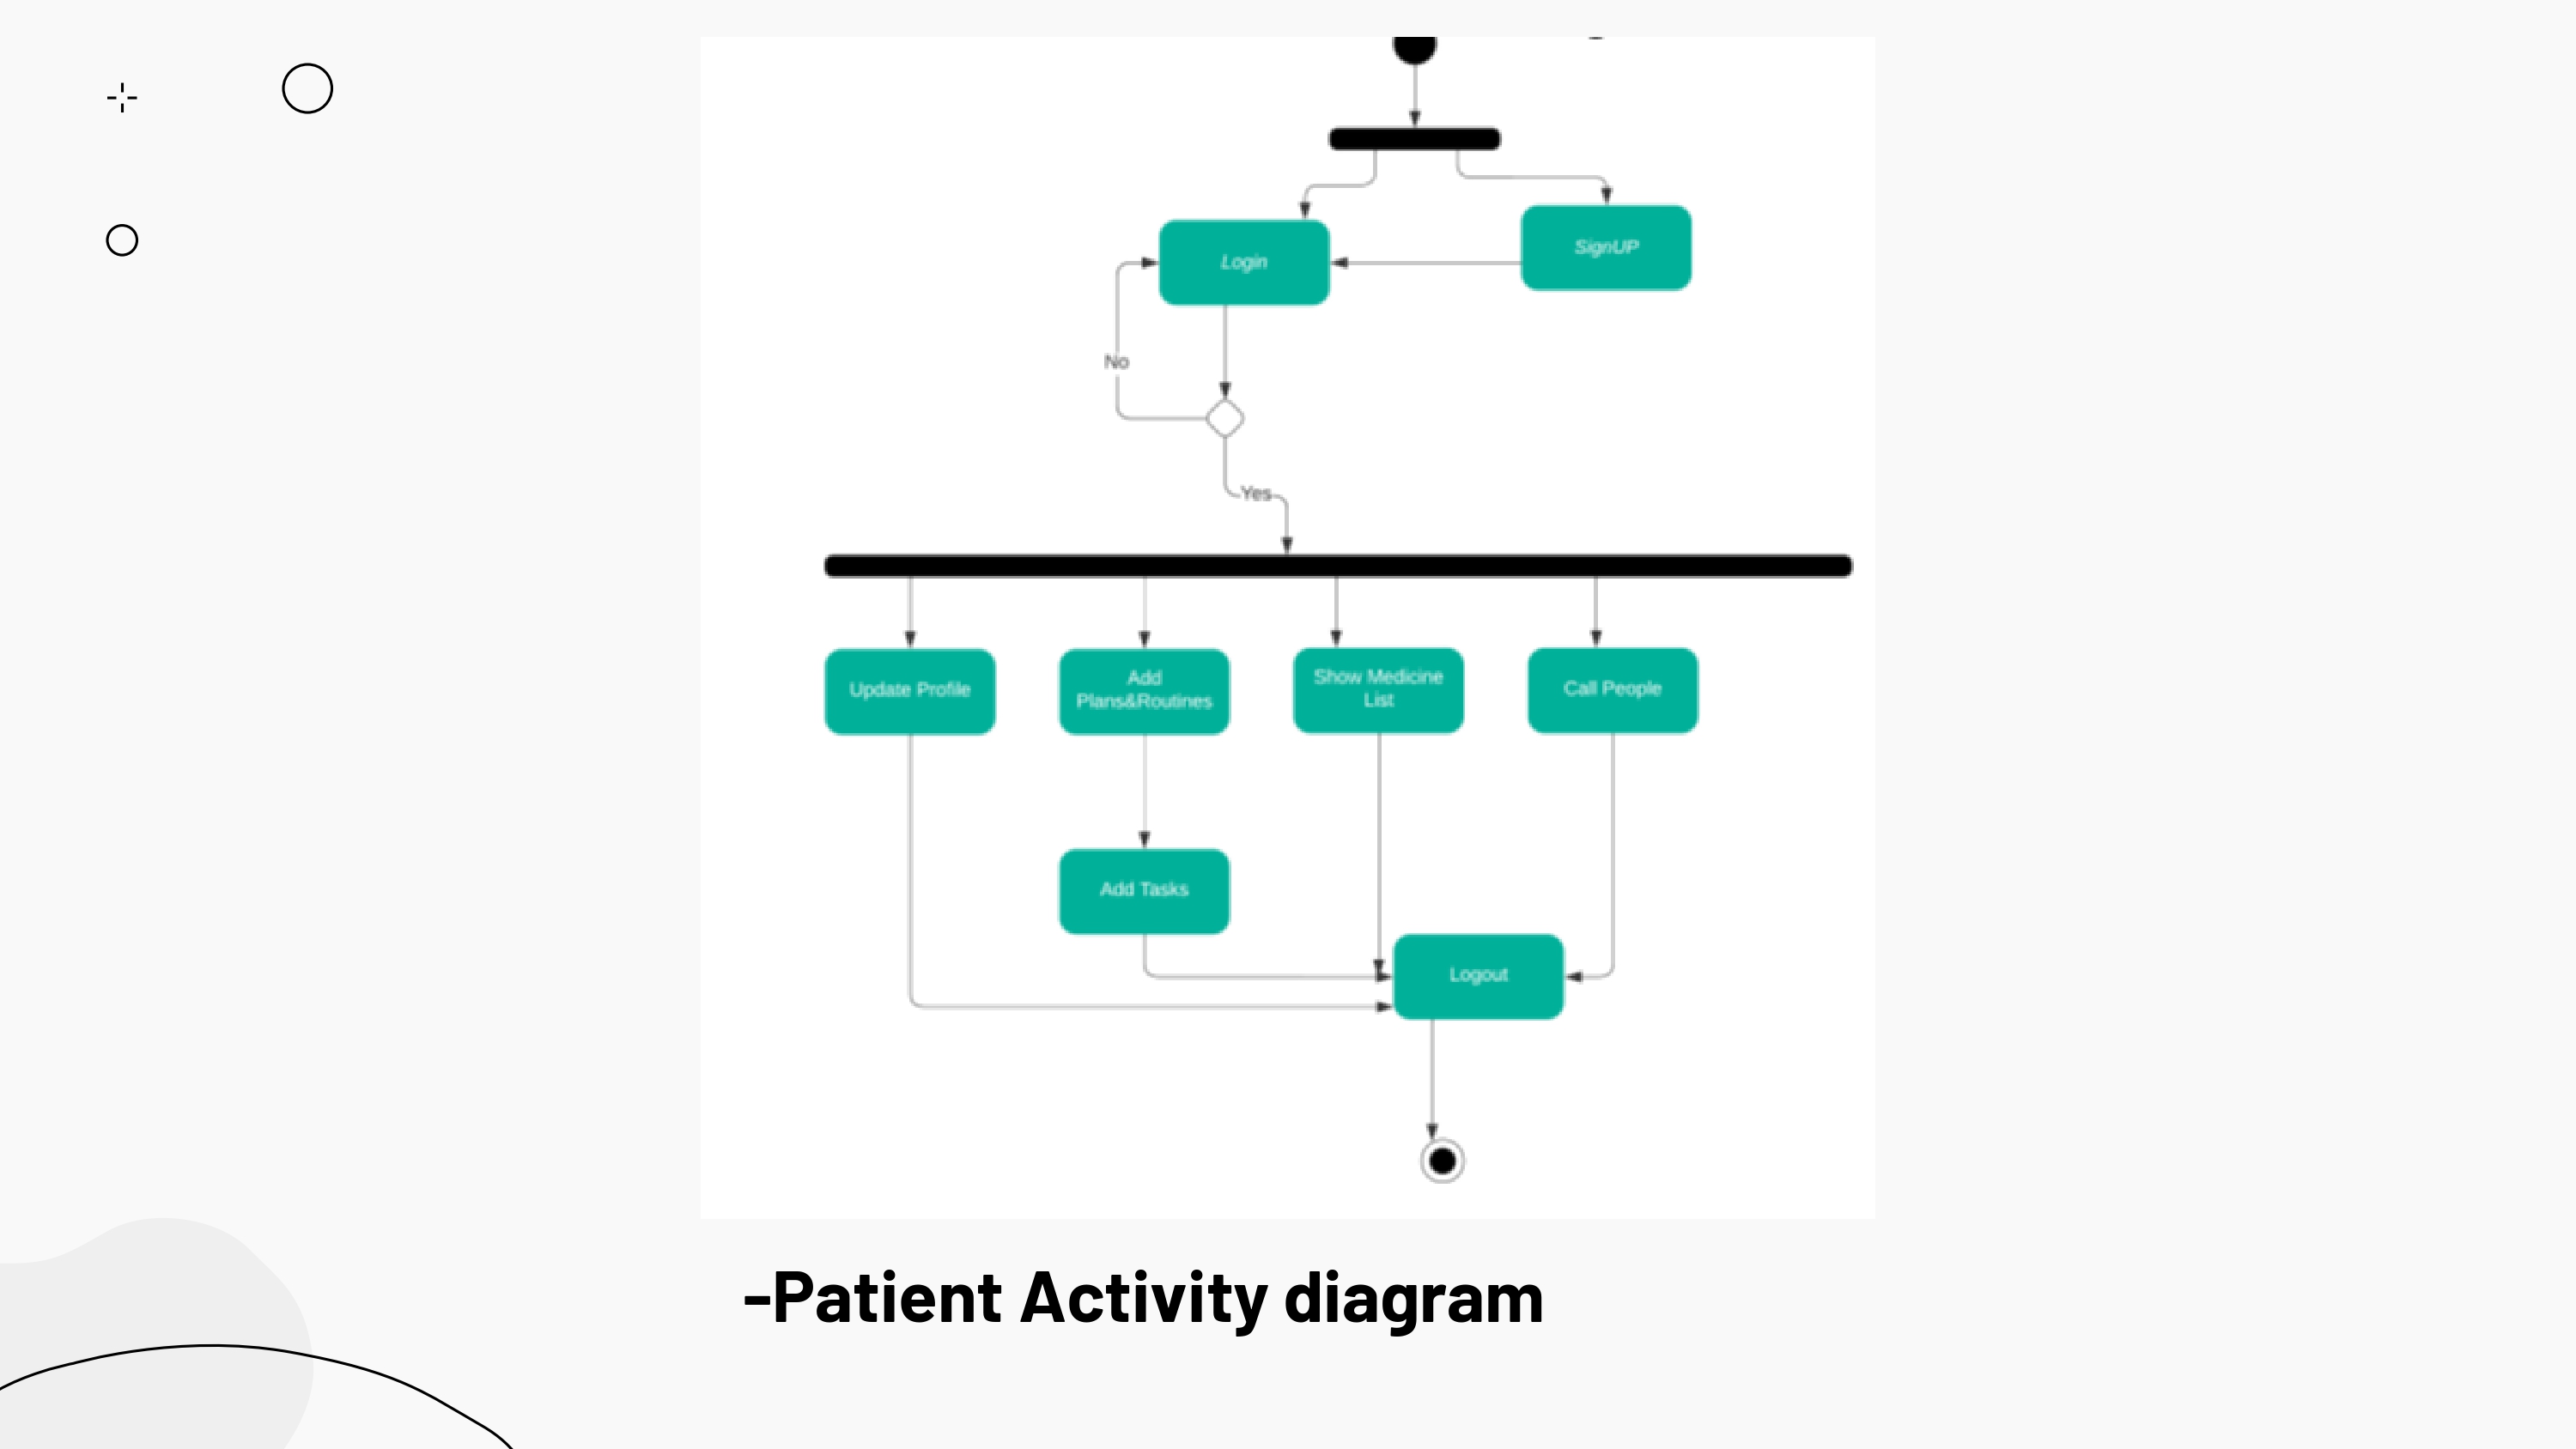 Login
SignUP
No
Yes
Update Profile
Add
Plans&Routines
Show Medicine
List
Call People
Add Tasks
Logout
-Patient Activity diagram